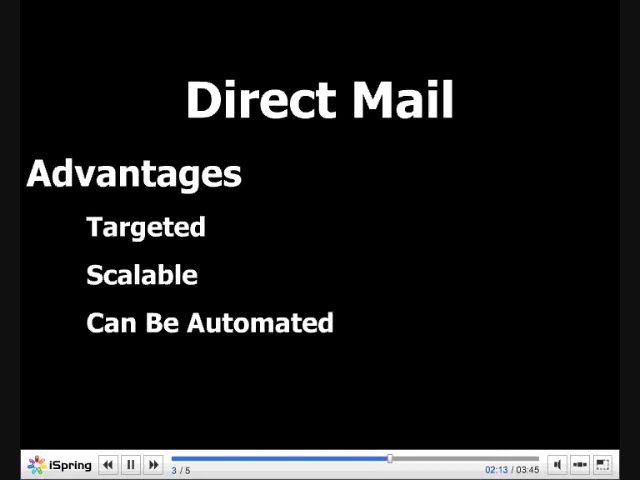 Direct Mail
Advantages
Targeted
Scalable
Can Be Automated
iSpring
3 / 5
02:13 / 03:45